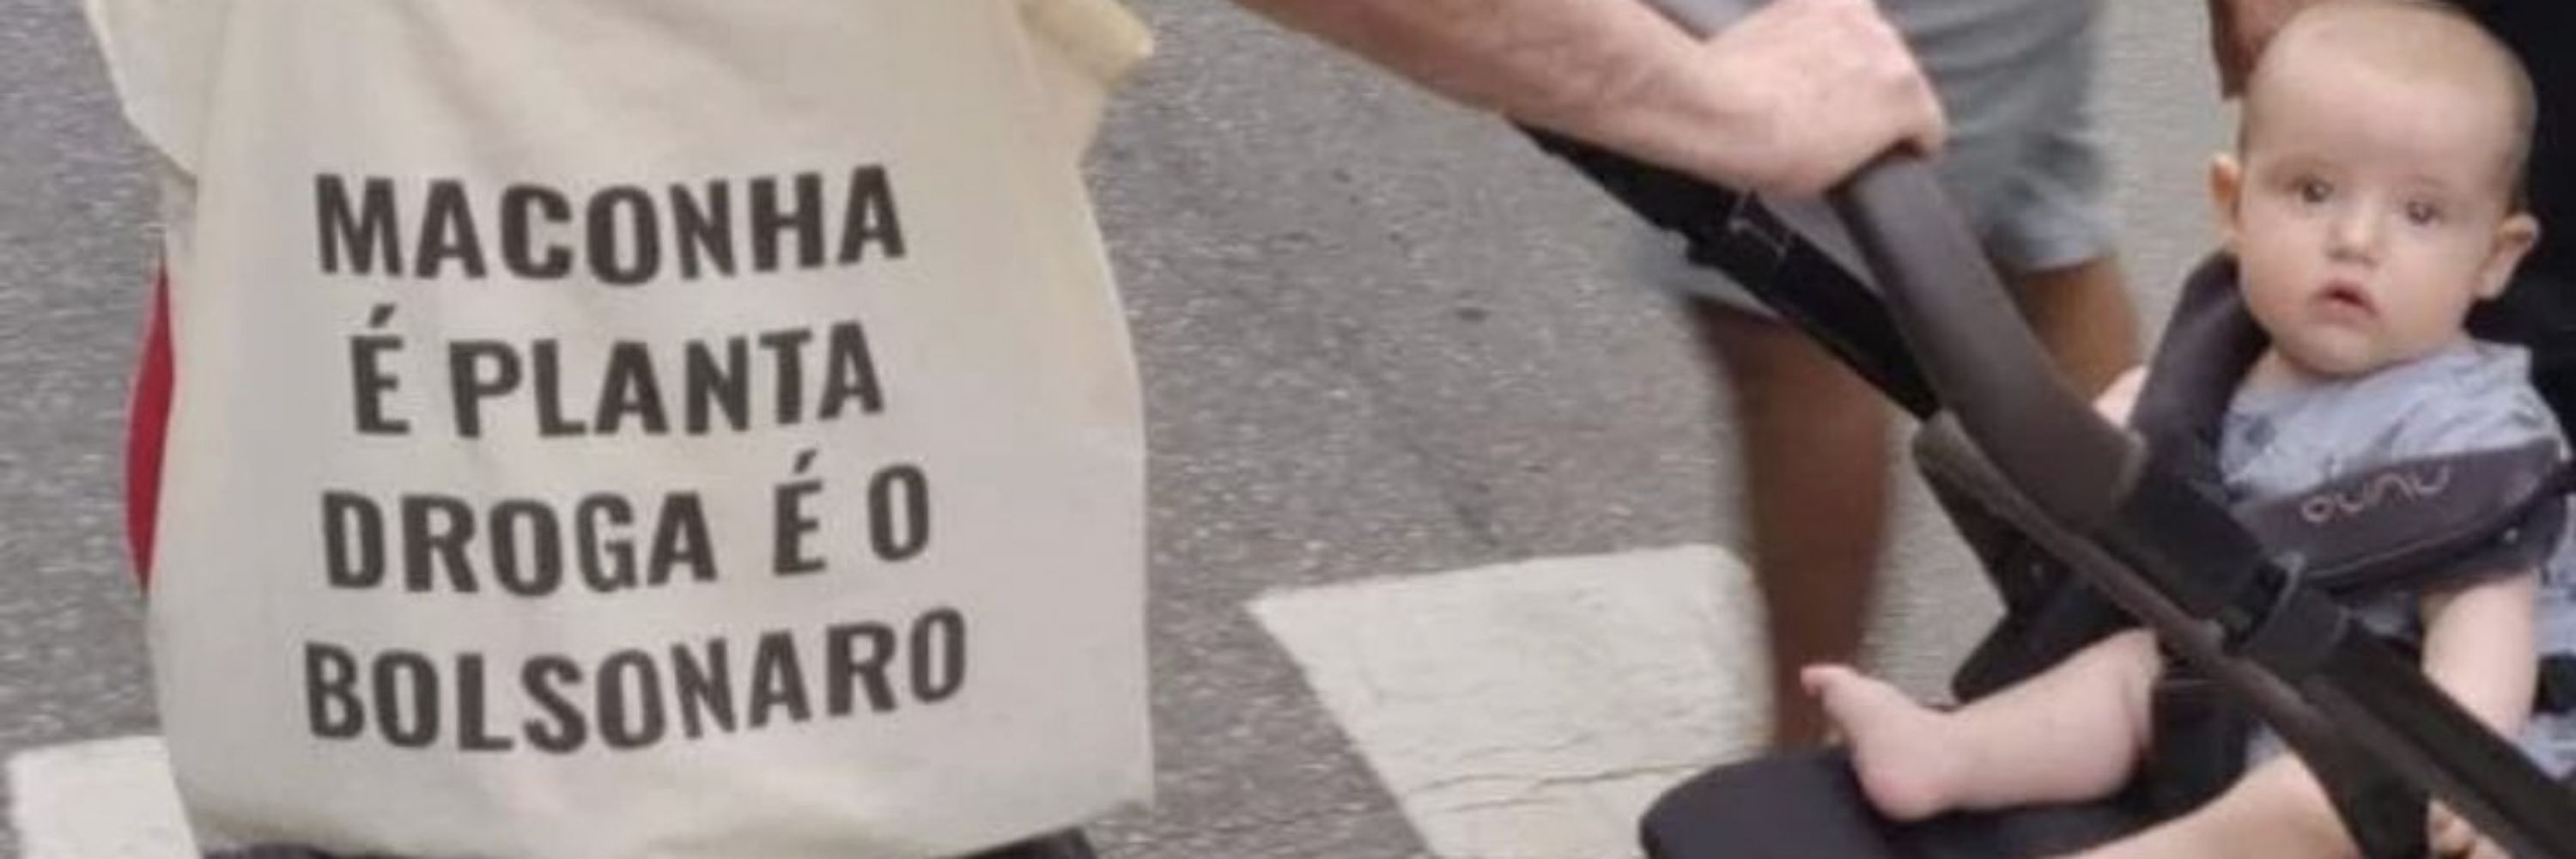 MACONHA
É PLANTA
DROGA É O
BOLSONARO